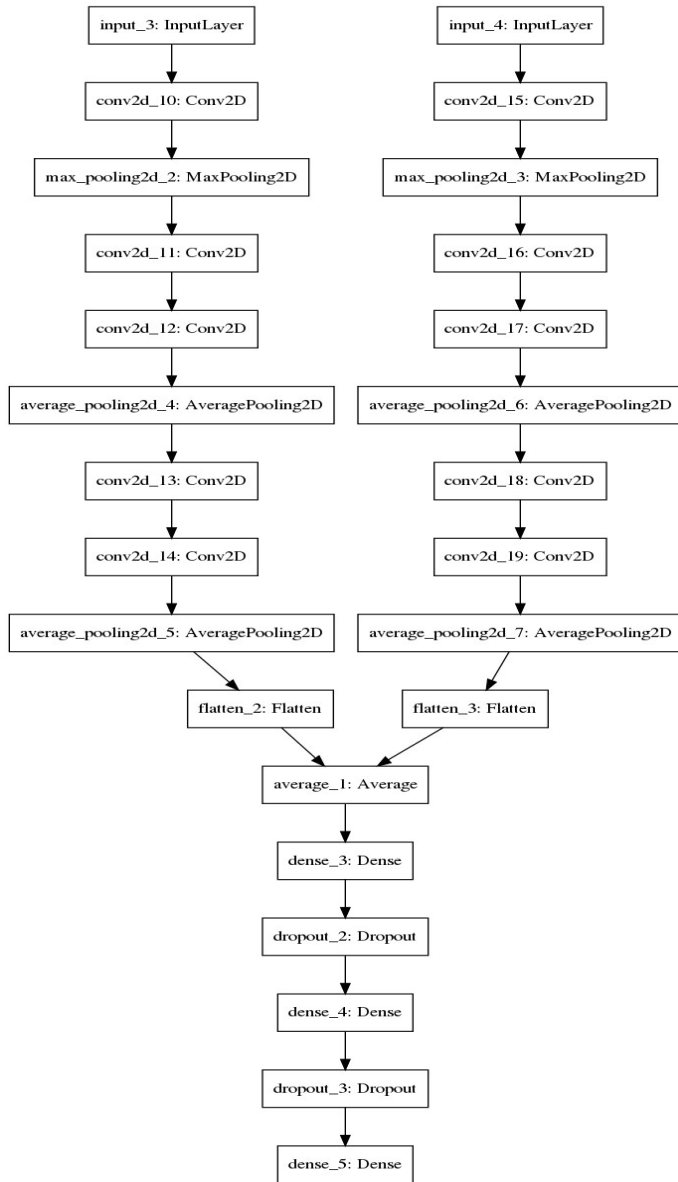 input_3: InputLayer
input_4: InputLayer
conv2d_10: Conv2D
conv2d_15: Conv2D
max_pooling2d_2: MaxPooling2D
max_pooling2d_3: MaxPooling2D
conv2d_11: Conv2D
conv2d_16: Conv2D
conv2d_12: Conv2D
conv2d_17: Conv2D
average_pooling2d_4: AveragePooling2D
average_pooling2d_6: AveragePooling2D
conv2d_13: Conv2D
conv2d_18: Conv2D
conv2d_14: Conv2D
conv2d_19: Conv2D
average_pooling2d_5: AveragePooling2D
average_pooling2d_7: AveragePooling2D
flatten_2: Flatten
flatten_3: Flatten
average_1: Average
dense_3: Dense
dropout_2: Dropout
dense_4: Dense
dropout_3: Dropout
dense_5: Dense